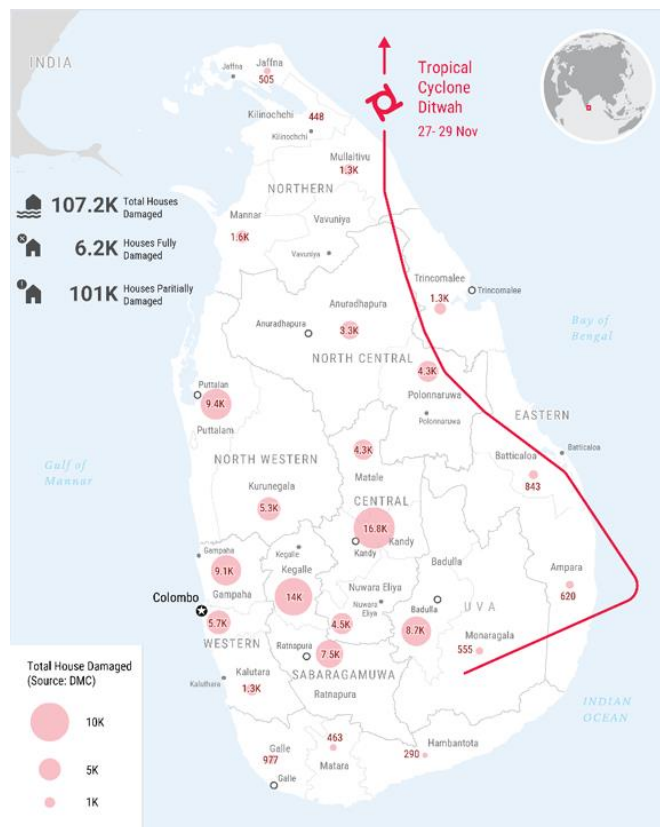 INDIA
Jaffna
Jaffna
505
Tropical
Cyclone
Ditwah
27- 29 Nov
Kilinochchi
448
Kilinochchi
Mullaitivu
1.3K
NORTHERN
107.2K Total Houses
Damaged
6.2K Houses Fully
Damaged
101K Houses Paritially
Damaged
Mannar
1.6K
Vavuniya
Vavuniya
Trincomalee
1.3K
Trincomalee
Anuradhapura
Anuradhapura
3.3K
NORTH CENTRAL
Bay of
Bengal
4.3K
Polonnaruwa
Polonnaruwa
Puttalan
9.4K
Puttalam
EASTERN
Batticaloa
Batticaloa
843
Gulf of
Mannar
NORTH WESTERN
4.3K
Matale
Kurunegala
5.3K
CENTRAL
16.8K
Kandy
Kandy
Gampaha
9.1K
Gampaha
Kegalle
Kegalle
14K
Badulla
Badulla
8.7K
Nuwara Eliya
Nuwara
Eliya
4.5K
Ampara
620
UVA
Colombo
5.7K
WESTERN
Ratnapura
7.5K
SABARAGAMUWA
Ratnapura
Monaragala
555
Kalutara
Kaluthara
1.3K
INDIAN
OCEAN
Total House Damaged
(Source: DMC)
10K
5K
1K
Galle
977
Galle
463
Matara
Hambantota
290